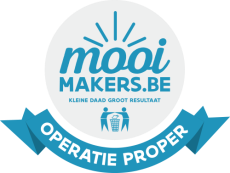 mooi
MAKERS.BE
KLEINE DAAD GROOT RESULTAAT
OPERATIE PROPER